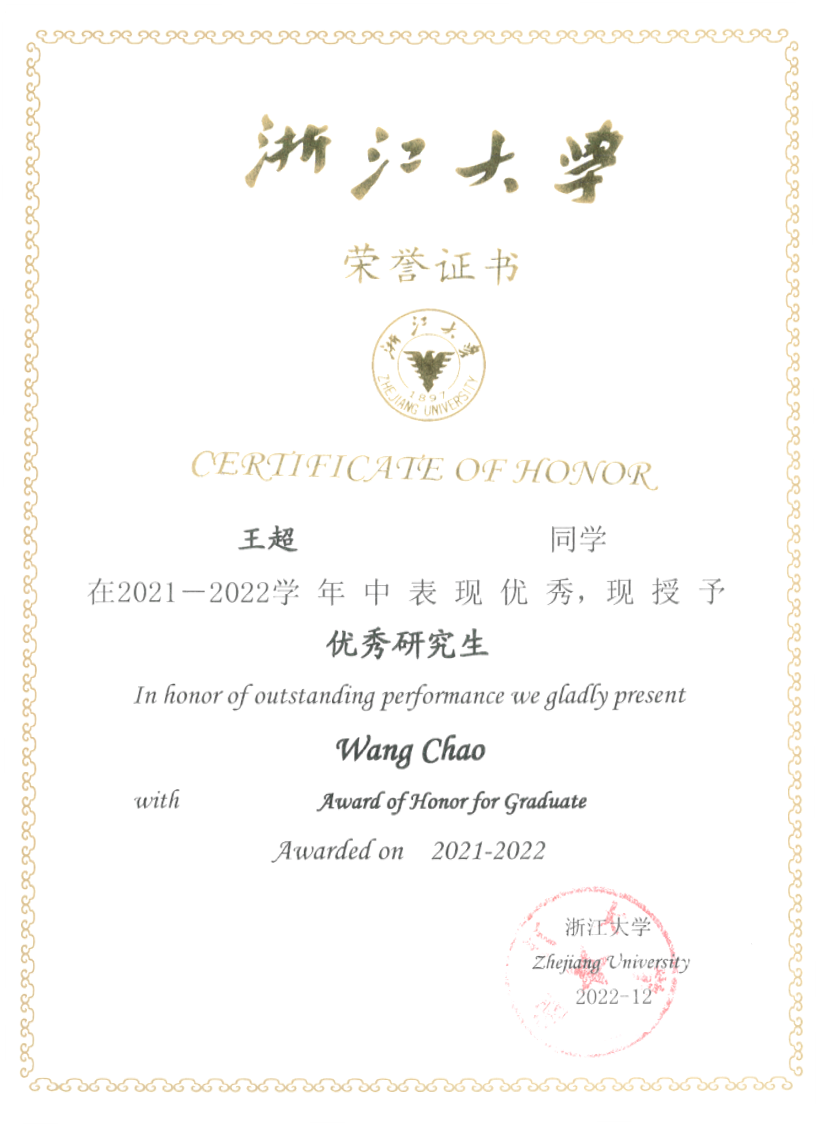 浙江大学
荣誉证书
浙江大学
1897
ZHEJIANG UNIVERSITY
CERTIFICATE OF HONOR
王超 同学
在2021—2022学年中表现优秀，现授予
优秀研究生
In honor of outstanding performance we gladly present
Wang Chao
with Award of Honor for Graduate
Awarded on 2021-2022
浙江大学
Zhejiang University
2022-12